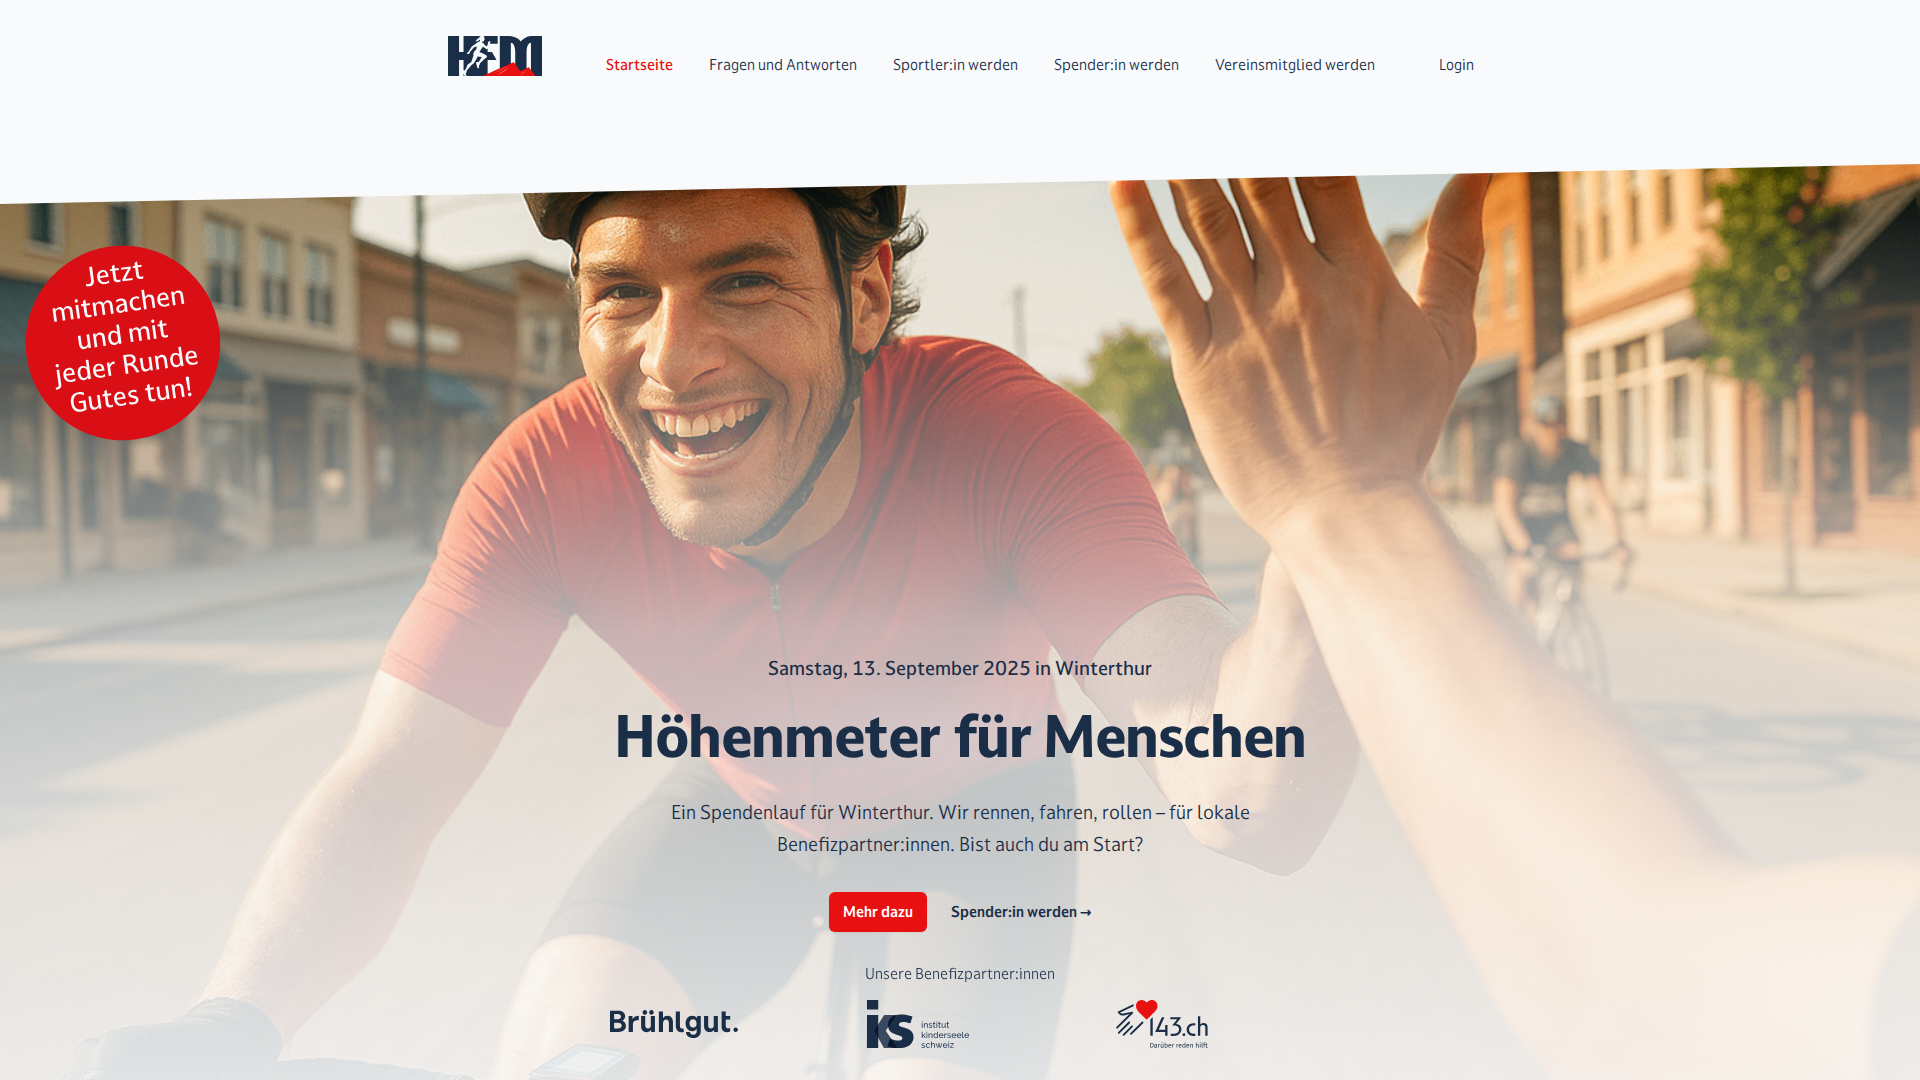 HFM
Startseite
Fragen und Antworten
Sportler:in werden
Spender:in werden
Vereinsmitglied werden
Login
Jetzt
mitmachen
und mit
jeder Runde
Gutes tun!
Samstag, 13. September 2025 in Winterthur
Höhenmeter für Menschen
Ein Spendenlauf für Winterthur. Wir rennen, fahren, rollen – für lokale
Benefizpartner:innen. Bist auch du am Start?
Mehr dazu
Spender:in werden →
Unsere Benefizpartner:innen
Brühlgut.
iks
institut
kinderseele
schweiz
143.ch
Darüber reden hilft